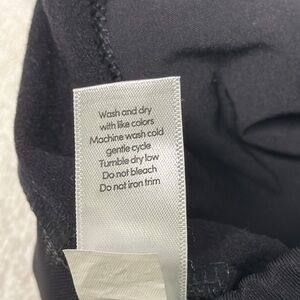 Wash and dry
with like colors
Machine wash cold
gentle cycle
Tumble dry low
Do not bleach
Do not iron trim